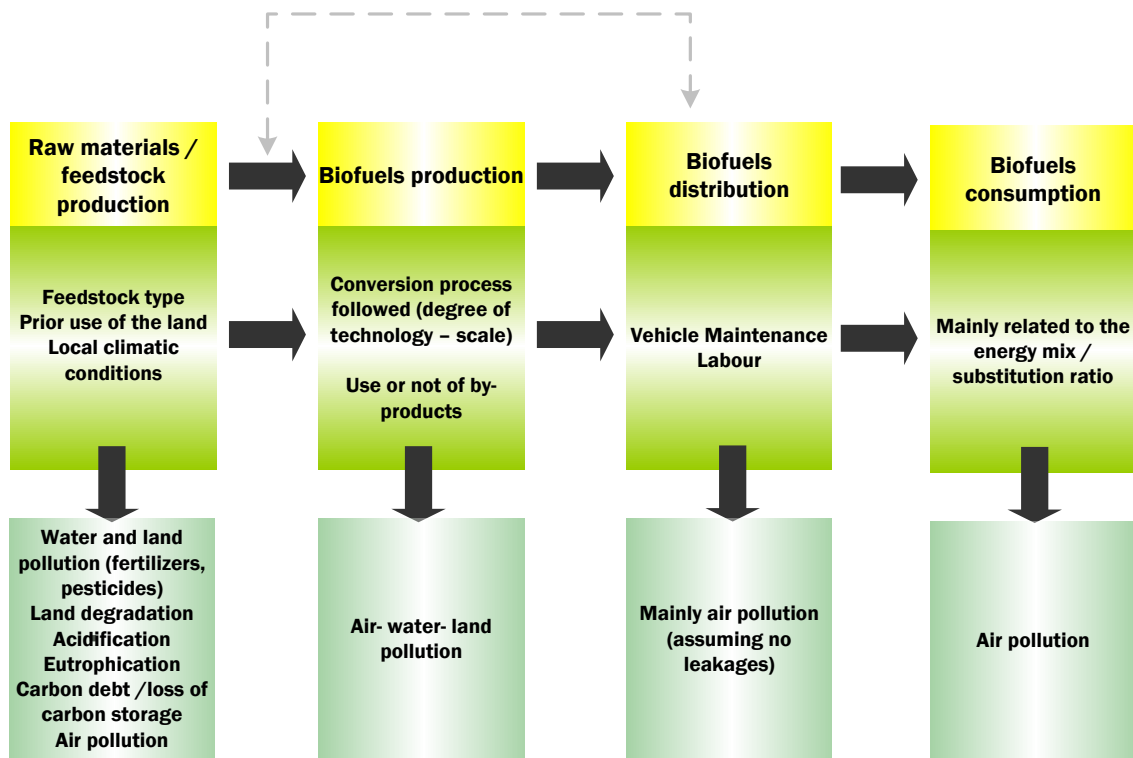 Raw materials /
feedstock
production
Biofuels production
Biofuels
distribution
Biofuels
consumption
Feedstock type
Prior use of the land
Local climatic
conditions
Conversion process
followed (degree of
technology – scale)
Use or not of by-
products
Vehicle Maintenance
Labour
Mainly related to the
energy mix /
substitution ratio
Water and land
pollution (fertilizers,
pesticides)
Land degradation
Acidification
Eutrophication
Carbon debt /loss of
carbon storage
Air pollution
Air- water- land
pollution
Mainly air pollution
(assuming no
leakages)
Air pollution